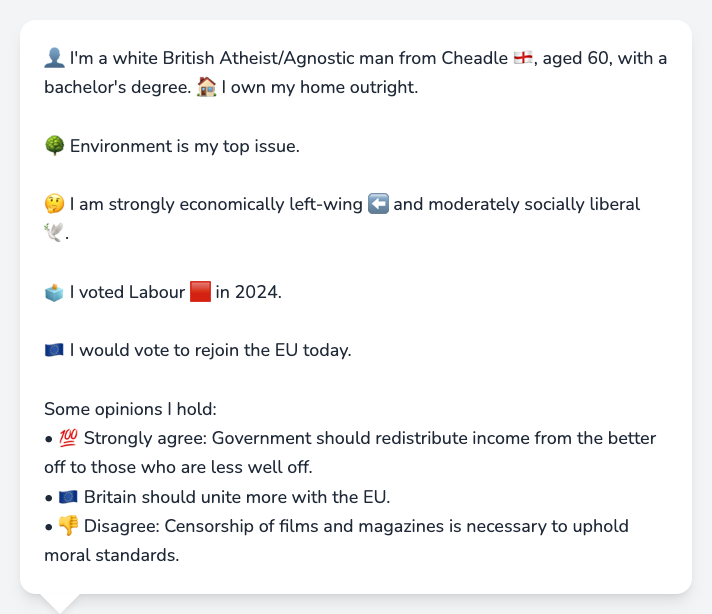 👤 I'm a white British Atheist/Agnostic man from Cheadle 🏴󠁧󠁢󠁥󠁮󠁧󠁿, aged 60, with a
bachelor's degree. 🏠 I own my home outright.
🌳 Environment is my top issue.
🤔 I am strongly economically left-wing ⬅️ and moderately socially liberal
🕊️.
🗳️ I voted Labour 🟥 in 2024.
🇪🇺 I would vote to rejoin the EU today.
Some opinions I hold:
• 💯 Strongly agree: Government should redistribute income from the better
off to those who are less well off.
• 🇪🇺 Britain should unite more with the EU.
• 👎 Disagree: Censorship of films and magazines is necessary to uphold
moral standards.